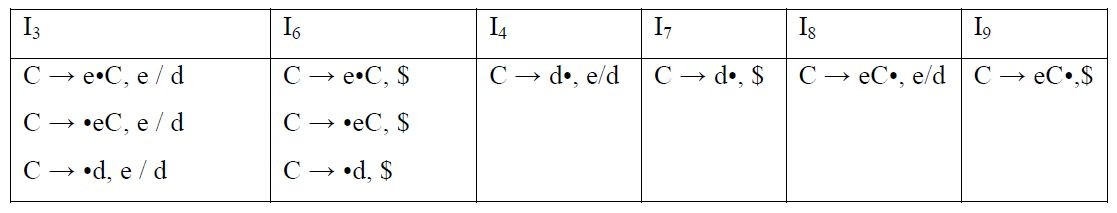 I₃ I₆ I₄ I₇ I₈ I₉
C → e•C, e / d C → e•C, $ C → d•, e/d C → d•, $ C → eC•, e/d C → eC•,$
C → •eC, e / d C → •eC, $
C → •d, e / d C → •d, $